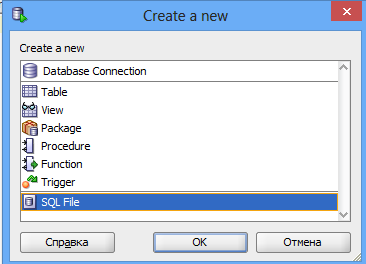 Create a new
Create a new
Database Connection
Table
View
Package
Procedure
Function
Trigger
SQL File
Справка
OK
Отмена